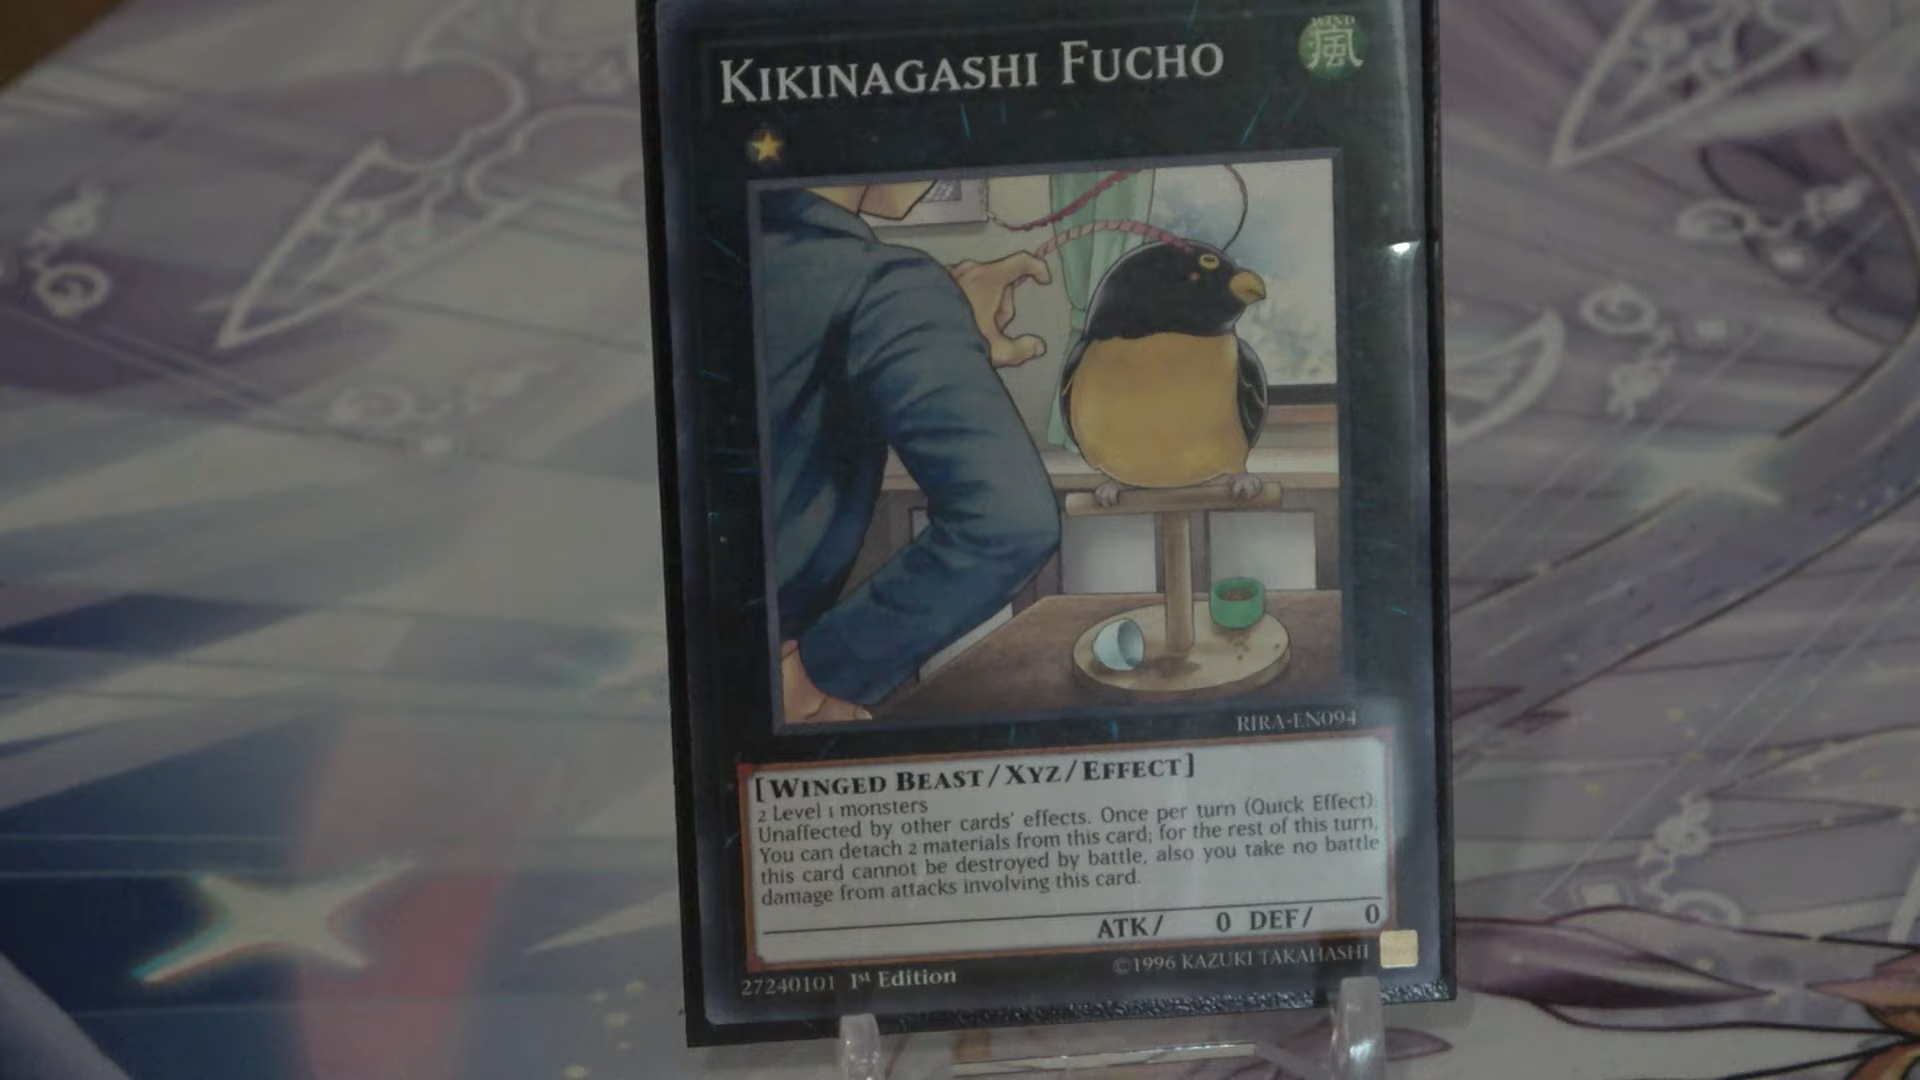 KIKINAGASHI FUCHO
WIND
風
RIRA-EN094
[WINGED BEAST/XYZ/EFFECT]
2 Level 1 monsters
Unaffected by other cards' effects. Once per turn (Quick Effect):
You can detach 2 materials from this card; for the rest of this turn,
this card cannot be destroyed by battle, also you take no battle
damage from attacks involving this card.
ATK/ 0 DEF/ 0
27240101 1st Edition
©1996 KAZUKI TAKAHASHI